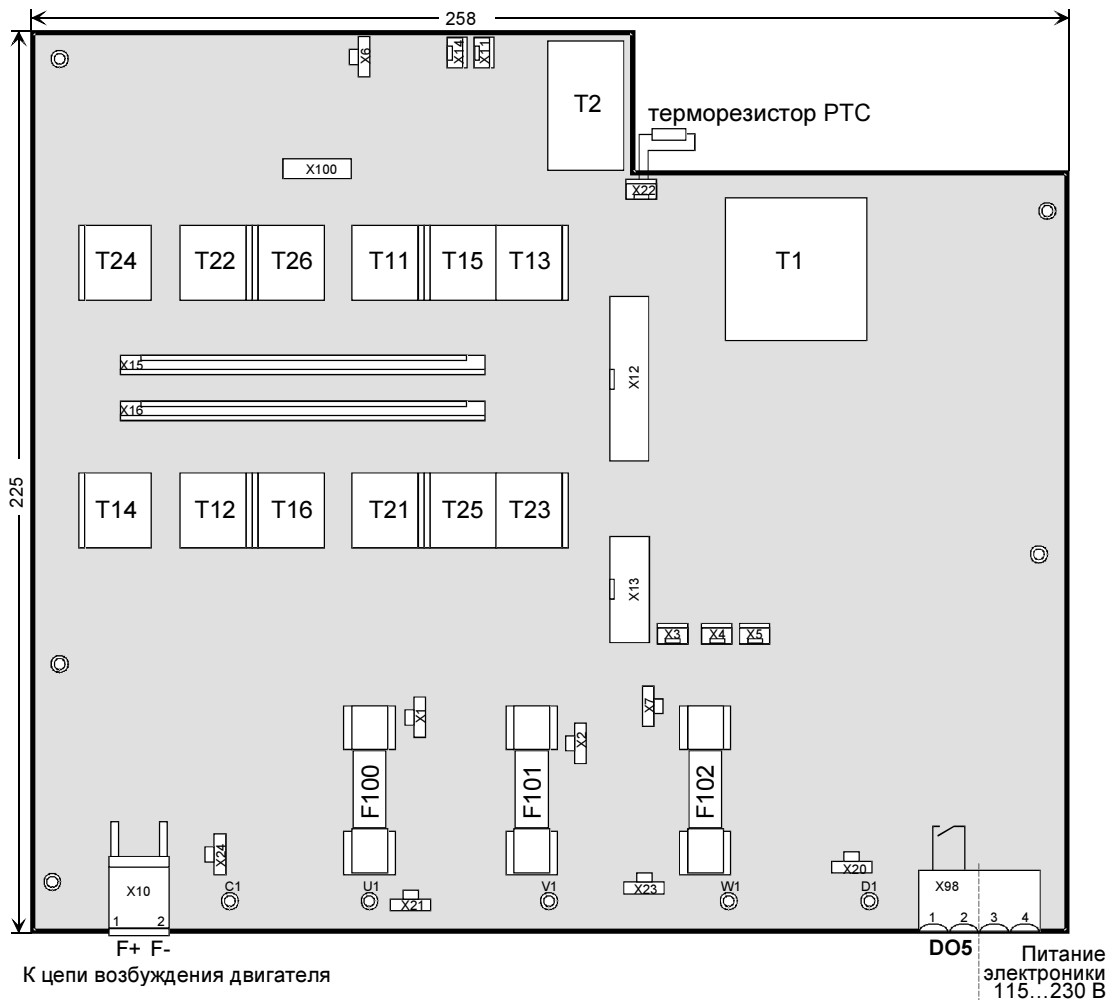 258
X6
X14
X11
T2
терморезистор PTC
X100
X22
T24
T22
T26
T11
T15
T13
T1
X15
X12
X16
225
T14
T12
T16
T21
T25
T23
X13
X3
X4
X5
X1
X7
X2
F100
F101
F102
X24
X20
X10
C1
U1
V1
W1
D1
X98
X21
X23
1 2
1 2 3 4
F+ F-
DO5
К цепи возбуждения двигателя
Питание
электроники
115...230 В